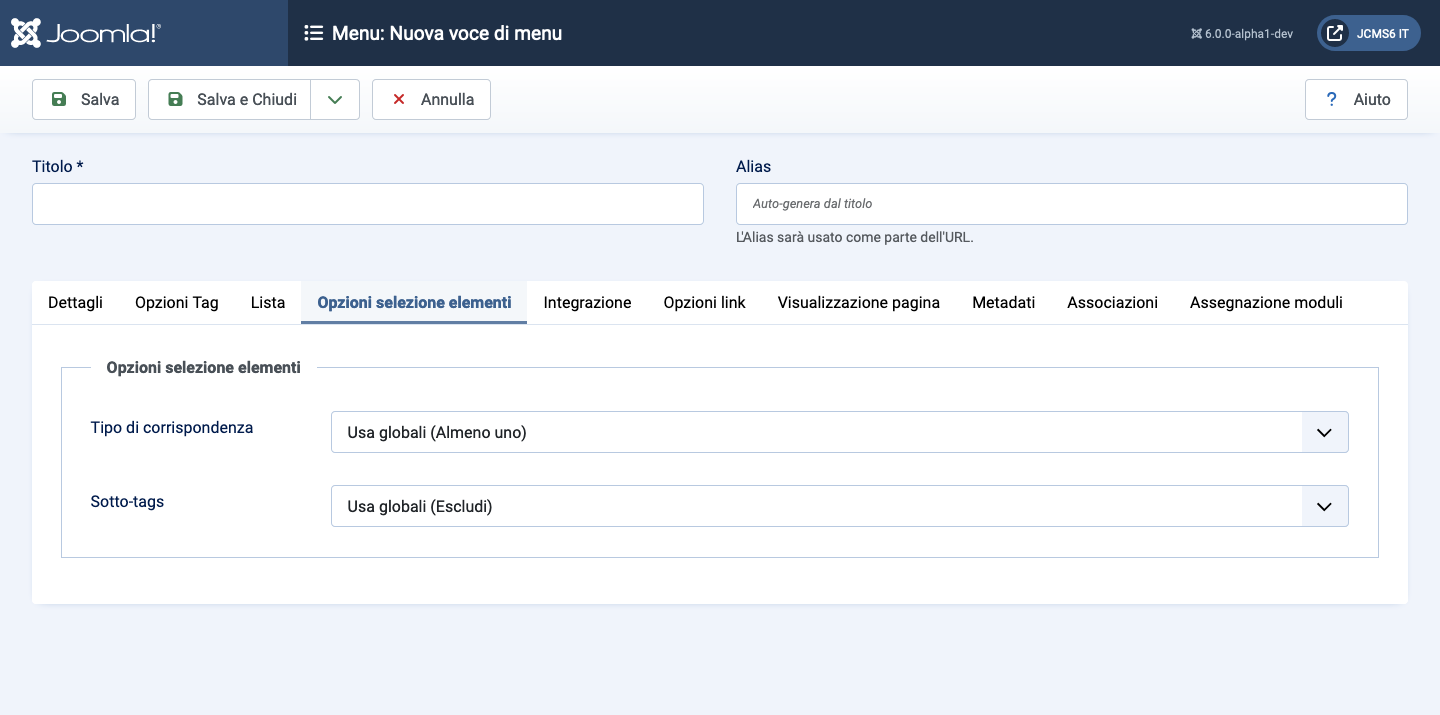 Joomla!®
Menu: Nuova voce di menu
6.0.0-alpha1-dev
JCMS6 IT
Salva
Salva e Chiudi
Annulla
? Aiuto
Titolo *
Alias
Auto-genera dal titolo
L'Alias sarà usato come parte dell'URL.
Dettagli Opzioni Tag Lista Opzioni selezione elementi Integrazione Opzioni link Visualizzazione pagina Metadati Associazioni Assegnazione moduli
Opzioni selezione elementi
Tipo di corrispondenza
Usa globali (Almeno uno)
Sotto-tags
Usa globali (Escludi)